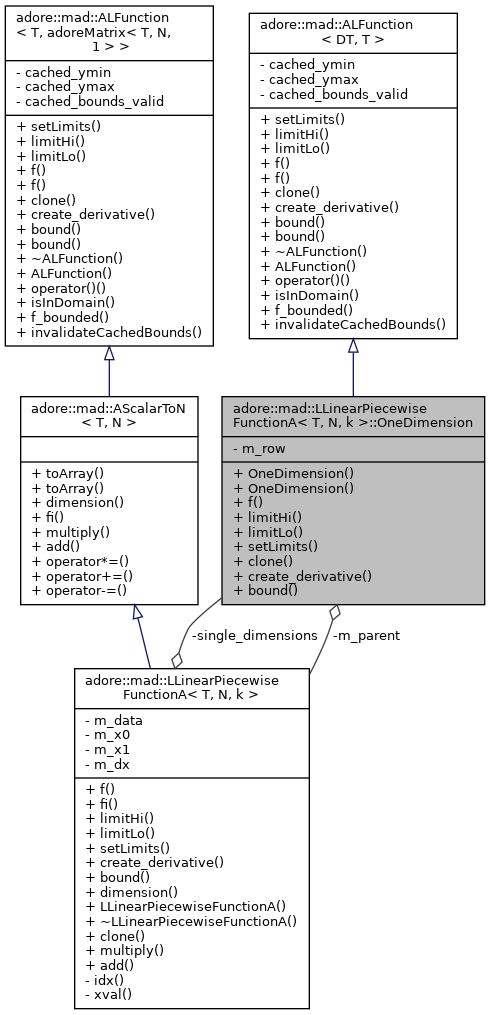 adore::mad::ALFunction
< T, adoreMatrix< T, N,
1 > >
- cached_ymin
- cached_ymax
- cached_bounds_valid
+ setLimits()
+ limitHi()
+ limitLo()
+ f()
+ f()
+ clone()
+ create_derivative()
+ bound()
+ bound()
+ ~ALFunction()
+ ALFunction()
+ operator()()
+ isInDomain()
+ f_bounded()
+ invalidateCachedBounds()
adore::mad::ALFunction
< DT, T >
- cached_ymin
- cached_ymax
- cached_bounds_valid
+ setLimits()
+ limitHi()
+ limitLo()
+ f()
+ f()
+ clone()
+ create_derivative()
+ bound()
+ bound()
+ ~ALFunction()
+ ALFunction()
+ operator()()
+ isInDomain()
+ f_bounded()
+ invalidateCachedBounds()
adore::mad::AScalarToN
< T, N >
+ toArray()
+ toArray()
+ dimension()
+ fi()
+ multiply()
+ add()
+ operator*=()
+ operator+=()
+ operator-=()
adore::mad::LLinearPiecewise
FunctionA< T, N, k >::OneDimension
- m_row
+ OneDimension()
+ OneDimension()
+ f()
+ limitHi()
+ limitLo()
+ setLimits()
+ clone()
+ create_derivative()
+ bound()
-single_dimensions
-m_parent
adore::mad::LLinearPiecewise
FunctionA< T, N, k >
- m_data
- m_x0
- m_x1
- m_dx
+ f()
+ fi()
+ limitHi()
+ limitLo()
+ setLimits()
+ create_derivative()
+ bound()
+ dimension()
+ LLinearPiecewiseFunctionA()
+ ~LLinearPiecewiseFunctionA()
+ clone()
+ multiply()
+ add()
- idx()
- xval()